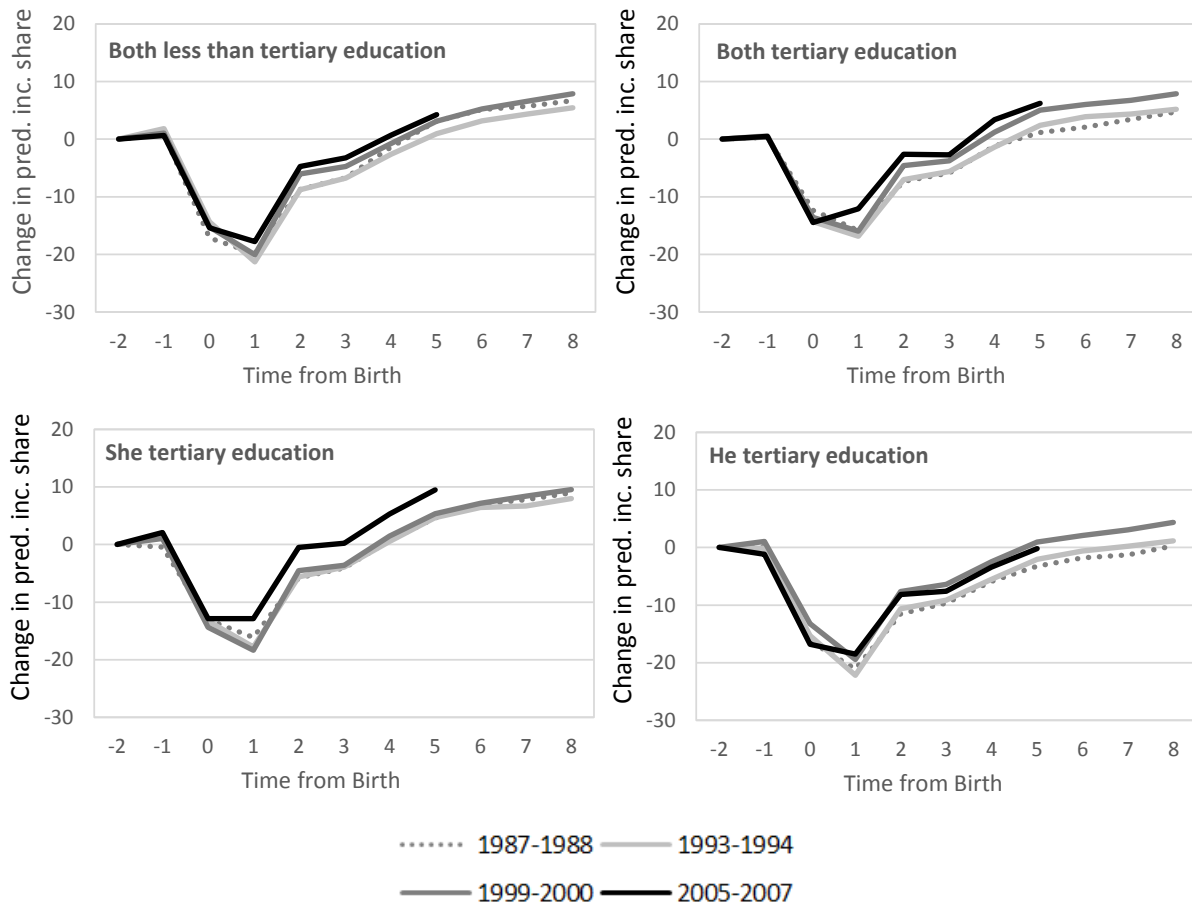 Both less than tertiary education
Change in pred. inc. share
20
10
0
-10
-20
-30
-2 -1 0 1 2 3 4 5 6 7 8
Time from Birth
Both tertiary education
Change in pred. inc. share
20
10
0
-10
-20
-30
-2 -1 0 1 2 3 4 5 6 7 8
Time from Birth
She tertiary education
Change in pred. inc. share
20
10
0
-10
-20
-30
-2 -1 0 1 2 3 4 5 6 7 8
Time from Birth
He tertiary education
Change in pred. inc. share
20
10
0
-10
-20
-30
-2 -1 0 1 2 3 4 5 6 7 8
Time from Birth
1987-1988 1993-1994
1999-2000 2005-2007